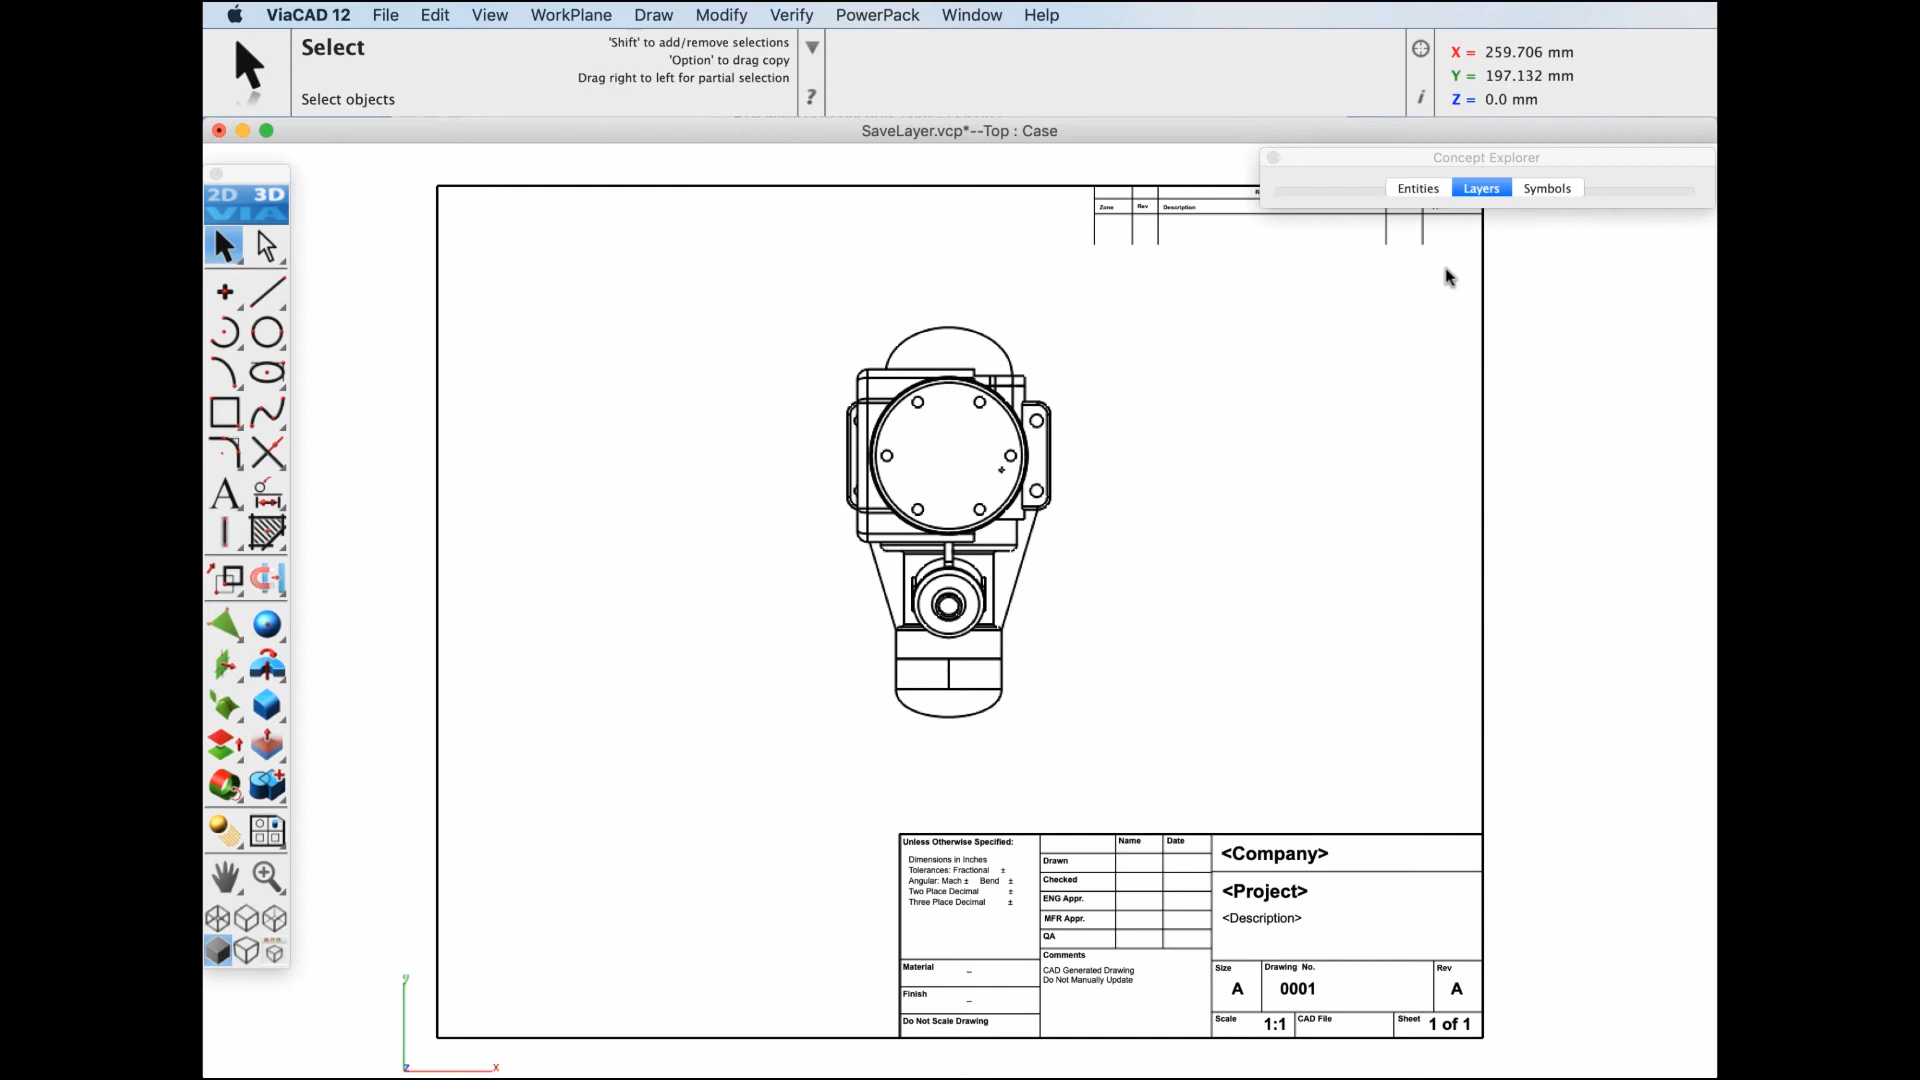 ViaCAD 12 File Edit View WorkPlane Draw Modify Verify PowerPack Window Help
Select
'Shift' to add/remove selections
'Option' to drag copy
Drag right to left for partial selection
Select objects
?
i
X = 259.706 mm
Y = 197.132 mm
Z = 0.0 mm
SaveLayer.vcp*--Top : Case
Concept Explorer
Entities Layers Symbols
2D 3D
VIA
A
Zone Rev Description
Unless Otherwise Specified:
Dimensions in Inches
Tolerances: Fractional ±
Angular: Mach ± Bend ±
Two Place Decimal ±
Three Place Decimal ±
Material
–
Finish
–
Do Not Scale Drawing
Name Date
Drawn
Checked
ENG Appr.
MFR Appr.
QA
Comments
CAD Generated Drawing
Do Not Manually Update
<Company>
<Project>
<Description>
Size Drawing No. Rev
A 0001 A
Scale 1:1 CAD File Sheet 1 of 1
y
z x